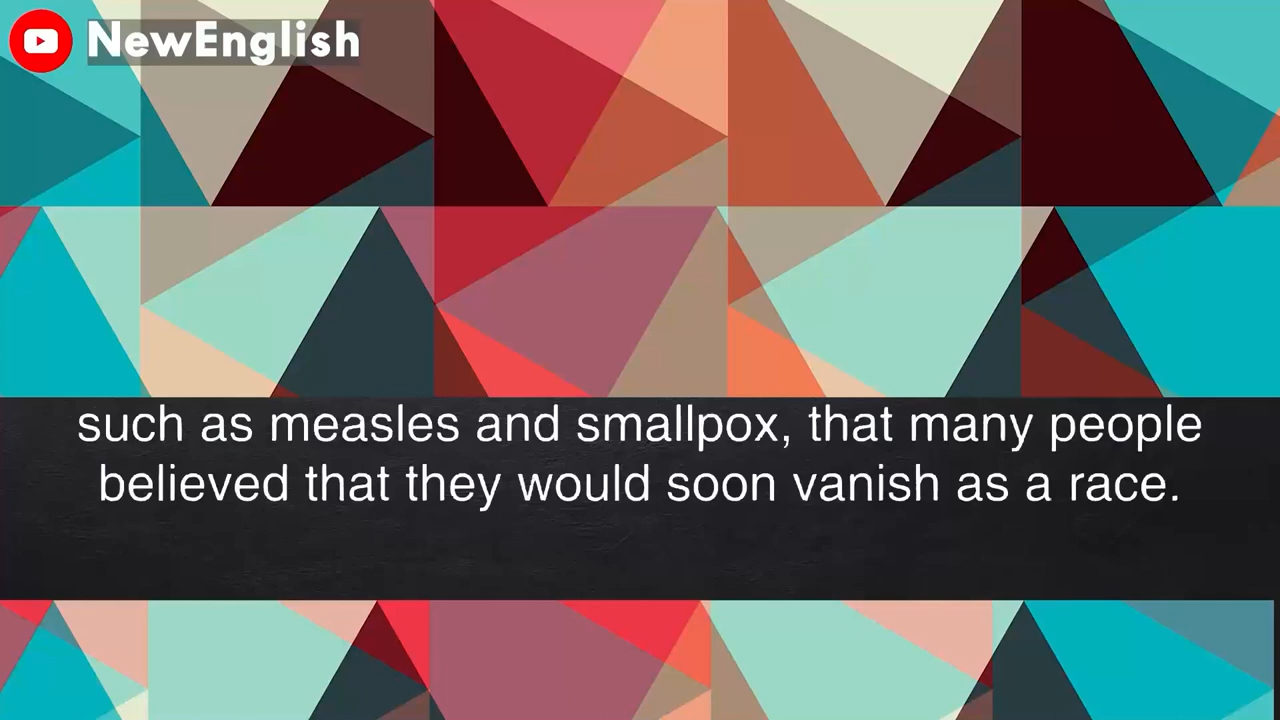 NewEnglish
such as measles and smallpox, that many people
believed that they would soon vanish as a race.